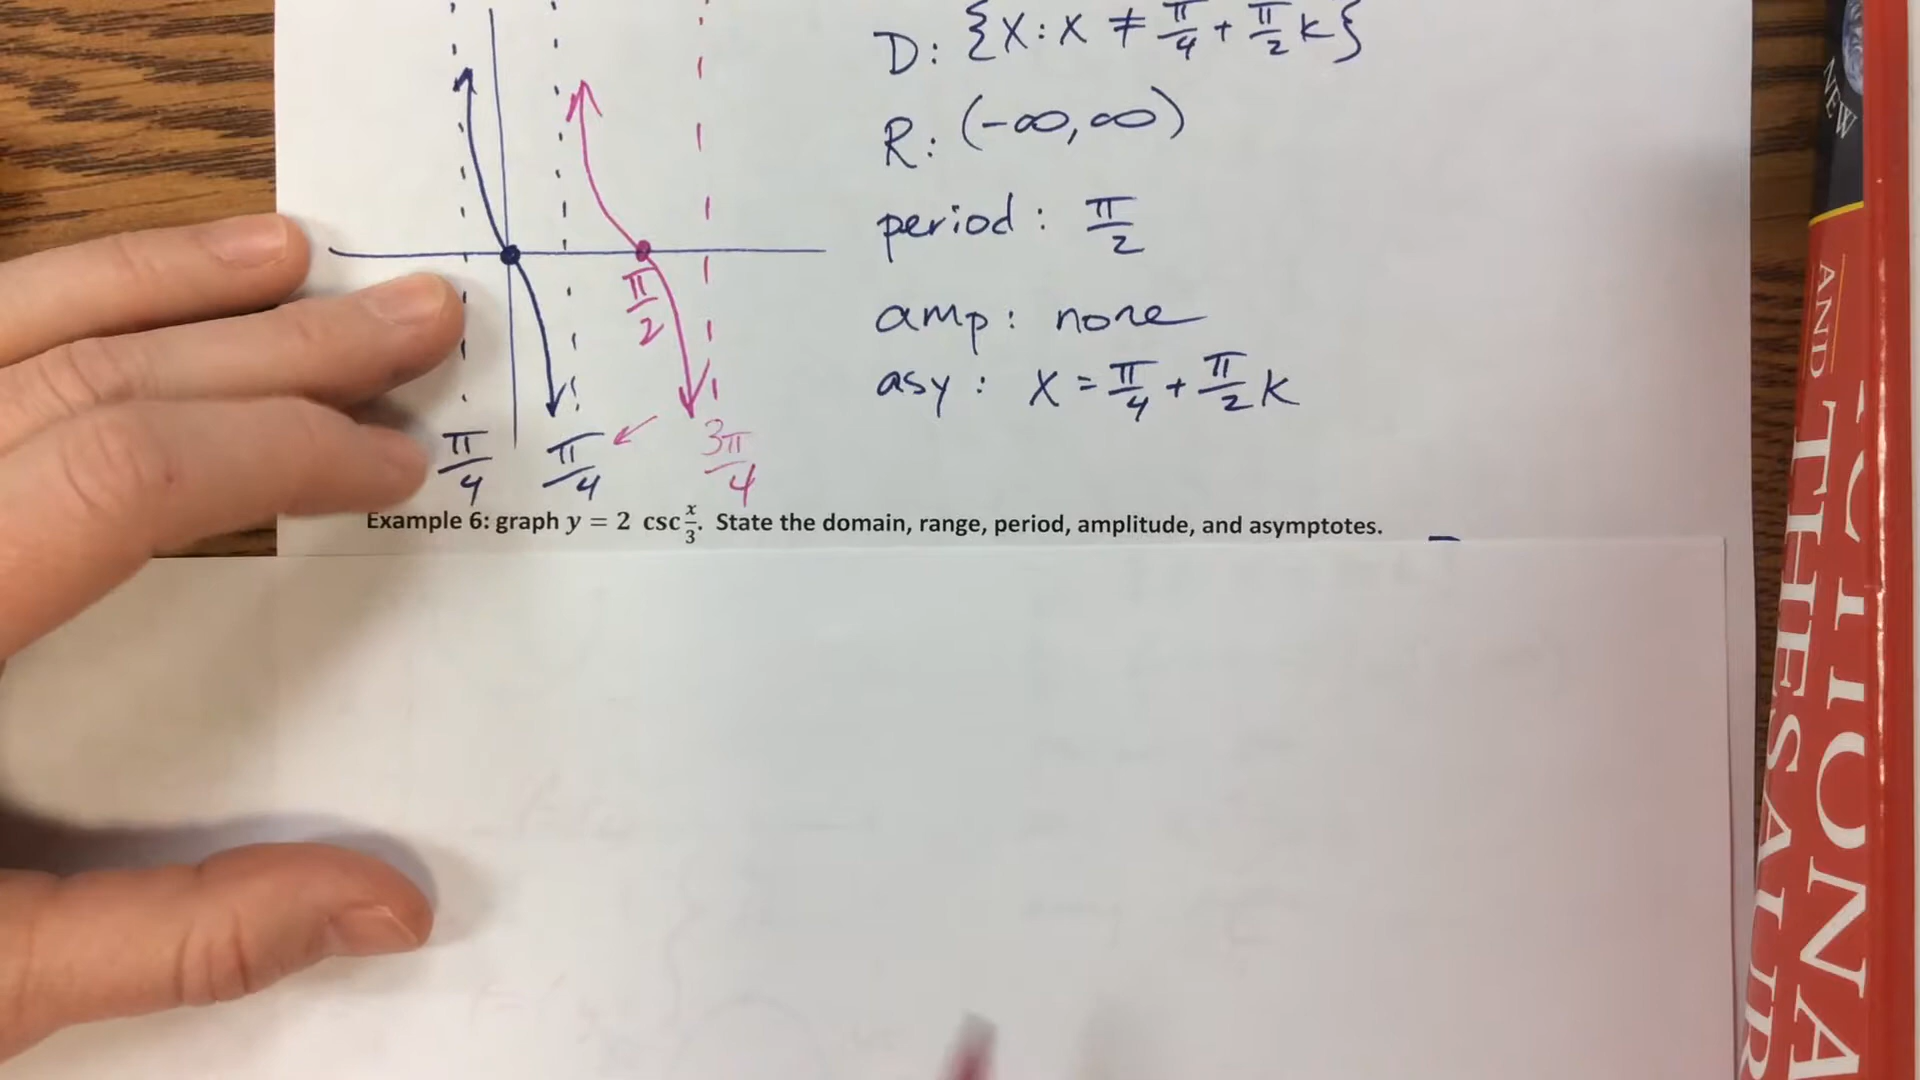 D: {x: x ≠ π/4 + π/2 k}
R: (-∞, ∞)
period: π/2
amp: none
asy: x = π/4 + π/2 k
π/2
π/4 π/4 3π/4
Example 6: graph y = 2 csc x/3. State the domain, range, period, amplitude, and asymptotes.
NEW
AND
THESAUR